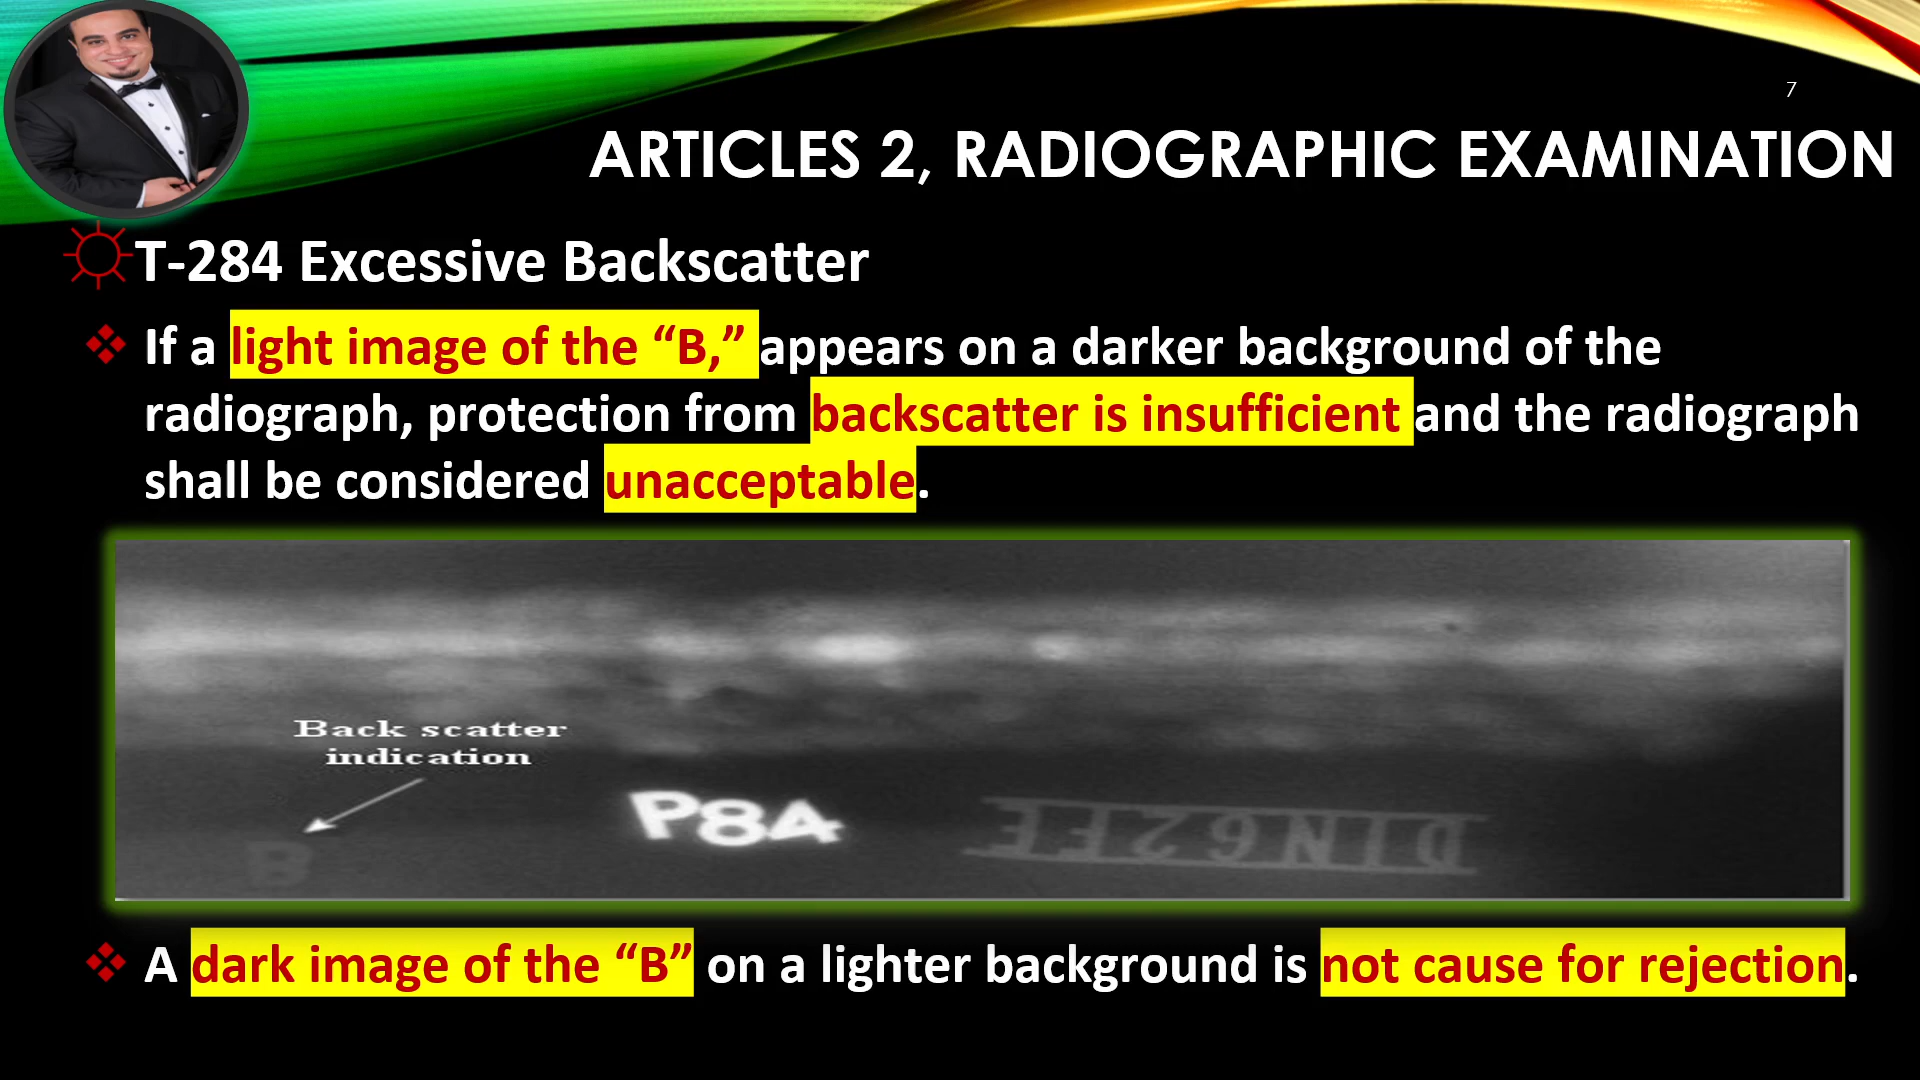 7
ARTICLES 2, RADIOGRAPHIC EXAMINATION
T-284 Excessive Backscatter
If a light image of the “B,” appears on a darker background of the
radiograph, protection from backscatter is insufficient and the radiograph
shall be considered unacceptable.
Back scatter
indication
B
P84
DIN62FE
A dark image of the “B” on a lighter background is not cause for rejection.